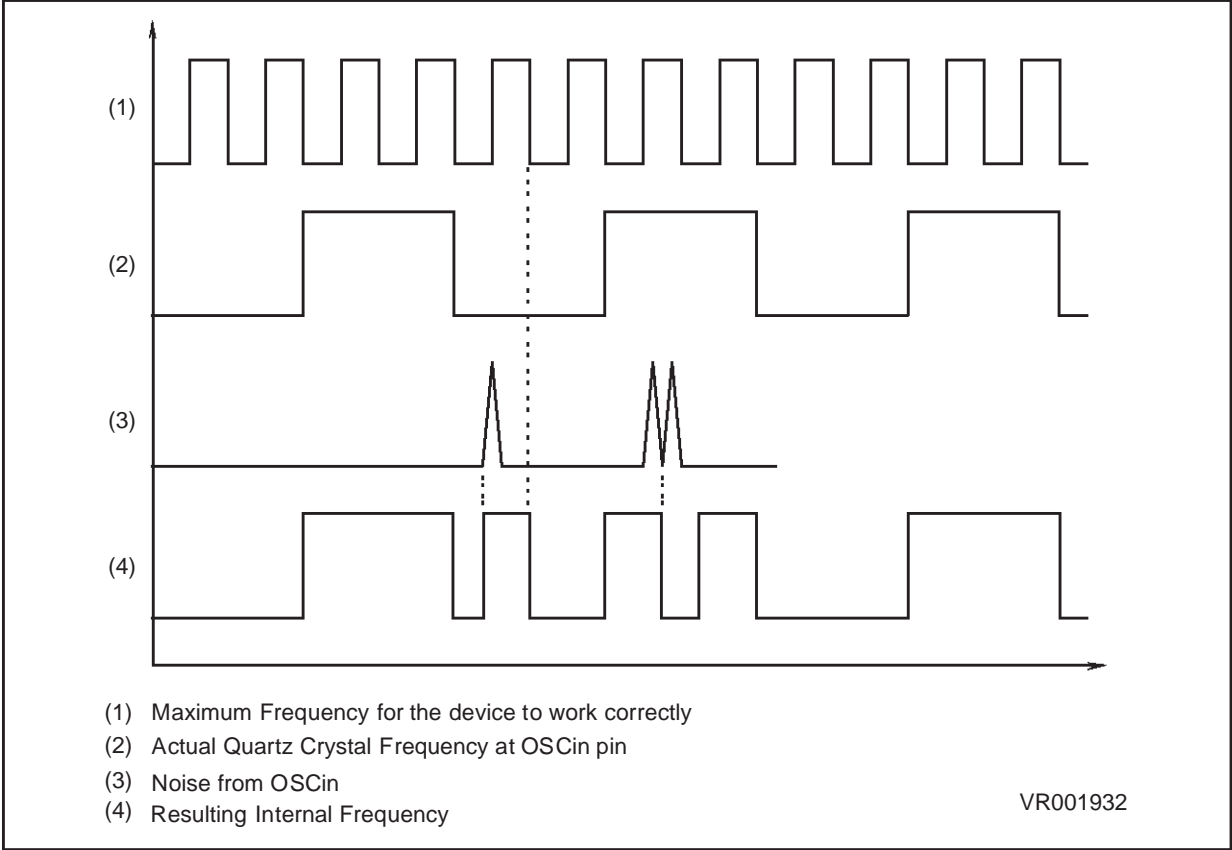 (1)
(2)
(3)
(4)
(1) Maximum Frequency for the device to work correctly
(2) Actual Quartz Crystal Frequency at OSCin pin
(3) Noise from OSCin
(4) Resulting Internal Frequency
VR001932